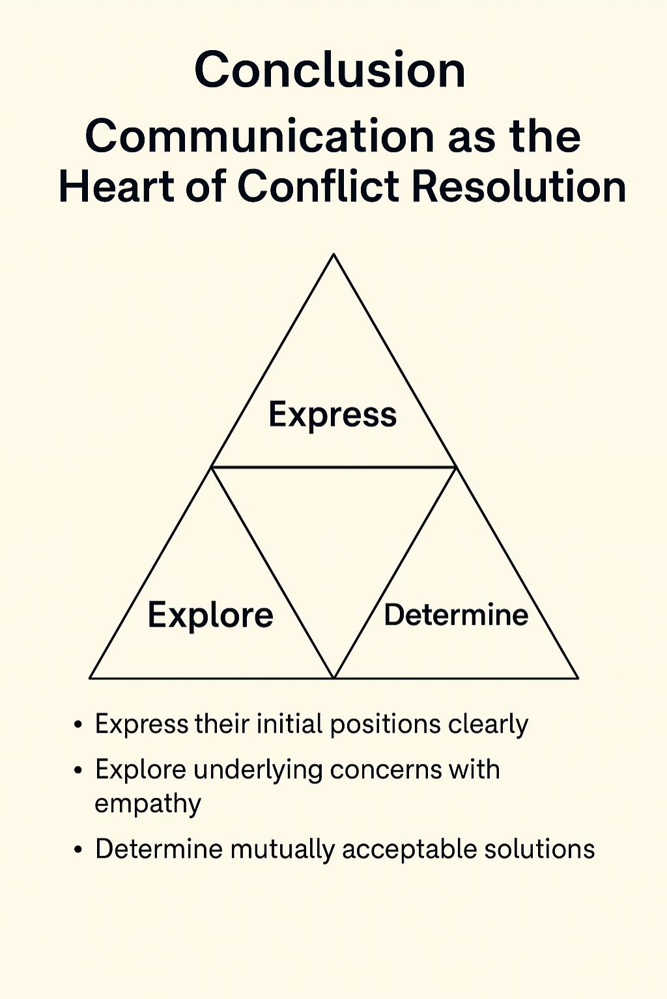 Conclusion
Communication as the
Heart of Conflict Resolution
Express
Explore
Determine
• Express their initial positions clearly
• Explore underlying concerns with
empathy
• Determine mutually acceptable solutions